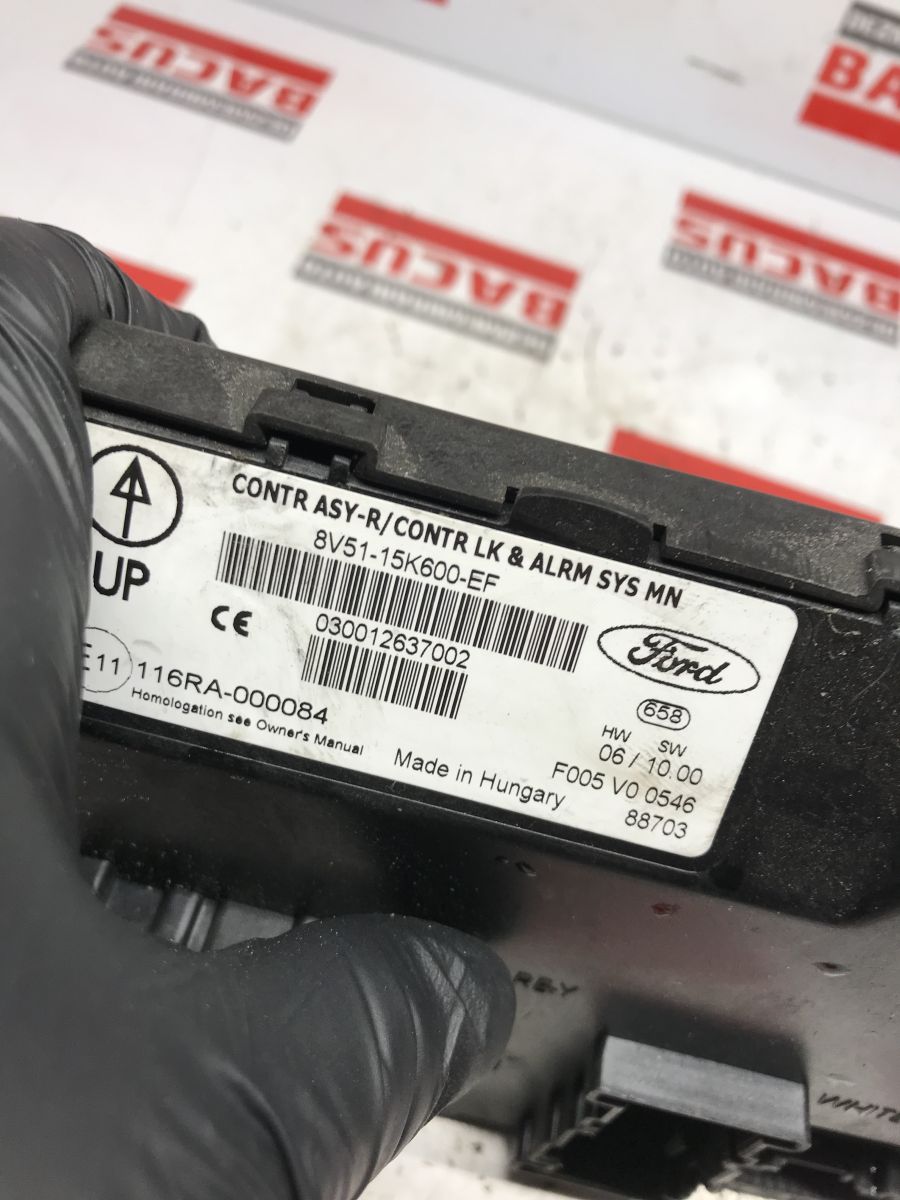 BACUS
BA
BACUS
BACUS
CONTR ASY-R/CONTR LK & ALRM SYS MN
8V51-15K600-EF
UP
CE
030012637002
Ford
E11
116RA-000084
Homologation see Owner's Manual
658
HW SW
06 / 10.00
Made in Hungary
F005 V0 0546
88703